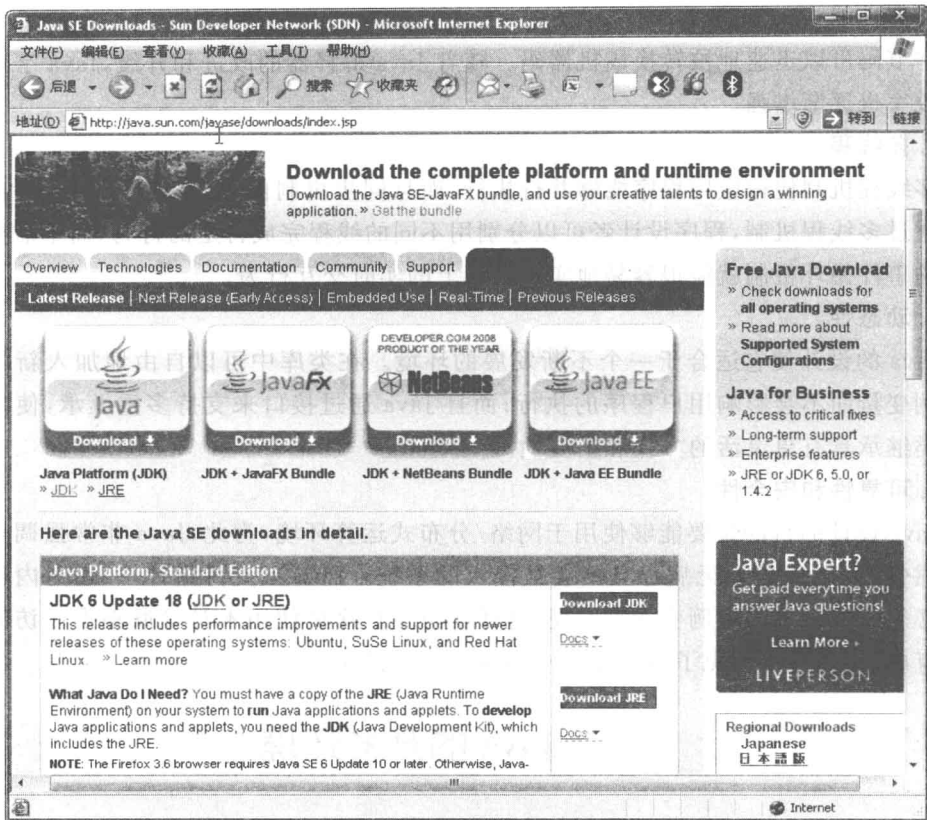 Java SE Downloads - Sun Developer Network (SDN) - Microsoft Internet Explorer
文件(F) 编辑(E) 查看(V) 收藏(A) 工具(T) 帮助(H)
后退 搜索 收藏夹
地址(D) http://java.sun.com/javase/downloads/index.jsp 转到 链接
Download the complete platform and runtime environment
Download the Java SE-JavaFX bundle, and use your creative talents to design a winning
application. » Get the bundle
Overview Technologies Documentation Community Support
Latest Release | Next Release (Early Access) | Embedded Use | Real-Time | Previous Releases
Java
Download
Java Platform (JDK)
» JDK » JRE
JavaFX
Download
JDK + JavaFX Bundle
DEVELOPER.COM 2008
PRODUCT OF THE YEAR
NetBeans
Download
JDK + NetBeans Bundle
Java EE
Download
JDK + Java EE Bundle
Here are the Java SE downloads in detail.
Java Platform, Standard Edition
JDK 6 Update 18 (JDK or JRE)
This release includes performance improvements and support for newer
releases of these operating systems: Ubuntu, SuSe Linux, and Red Hat
Linux. » Learn more
Download JDK
Docs
What Java Do I Need? You must have a copy of the JRE (Java Runtime
Environment) on your system to run Java applications and applets. To develop
Java applications and applets, you need the JDK (Java Development Kit), which
includes the JRE.
Download JRE
Docs
NOTE: The Firefox 3.6 browser requires Java SE 6 Update 10 or later. Otherwise, Java-
Free Java Download
» Check downloads for
all operating systems
» Read more about
Supported System
Configurations
Java for Business
» Access to critical fixes
» Long-term support
» Enterprise features
» JRE or JDK 6, 5.0, or
1.4.2
Java Expert?
Get paid everytime you
answer Java questions!
Learn More ›
LIVEPERSON
Regional Downloads
Japanese
日本語版
Internet